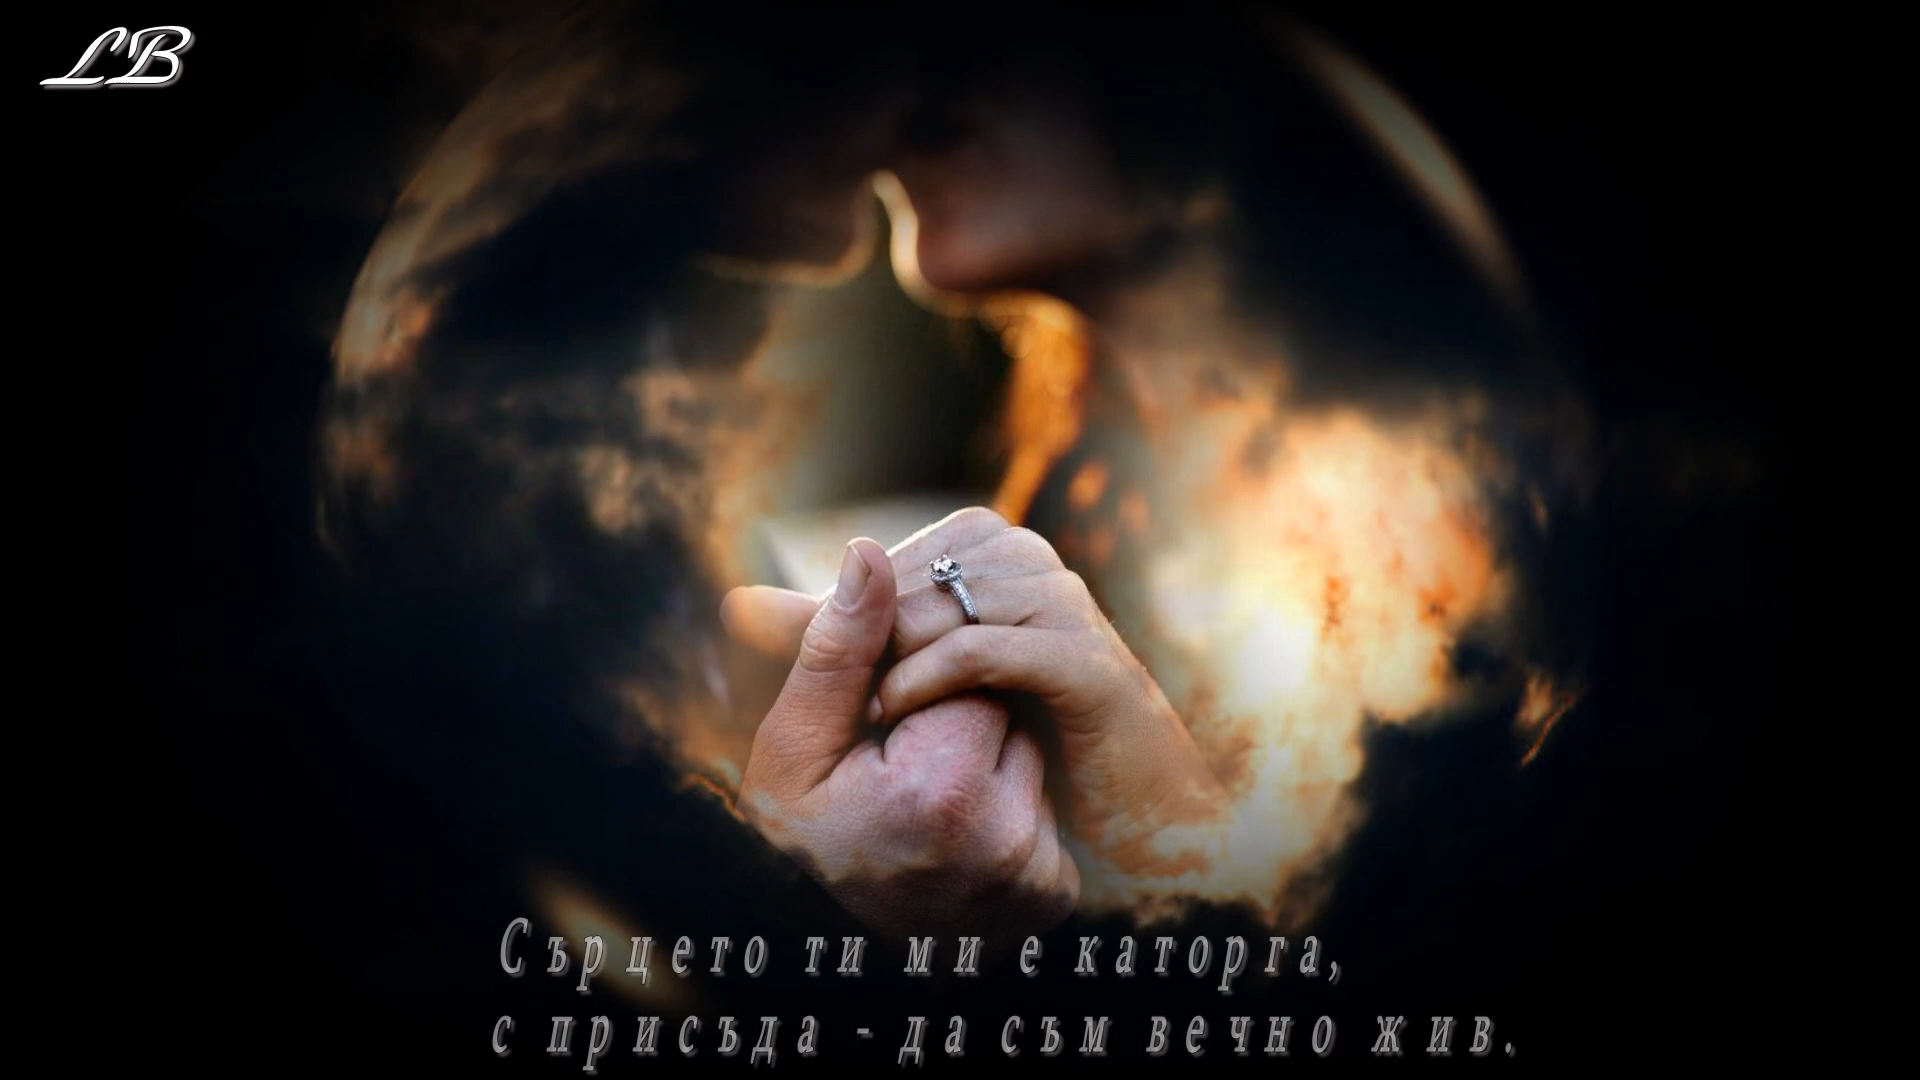 LB
Сърцето ти ми е каторга,
с присъда - да съм вечно жив.